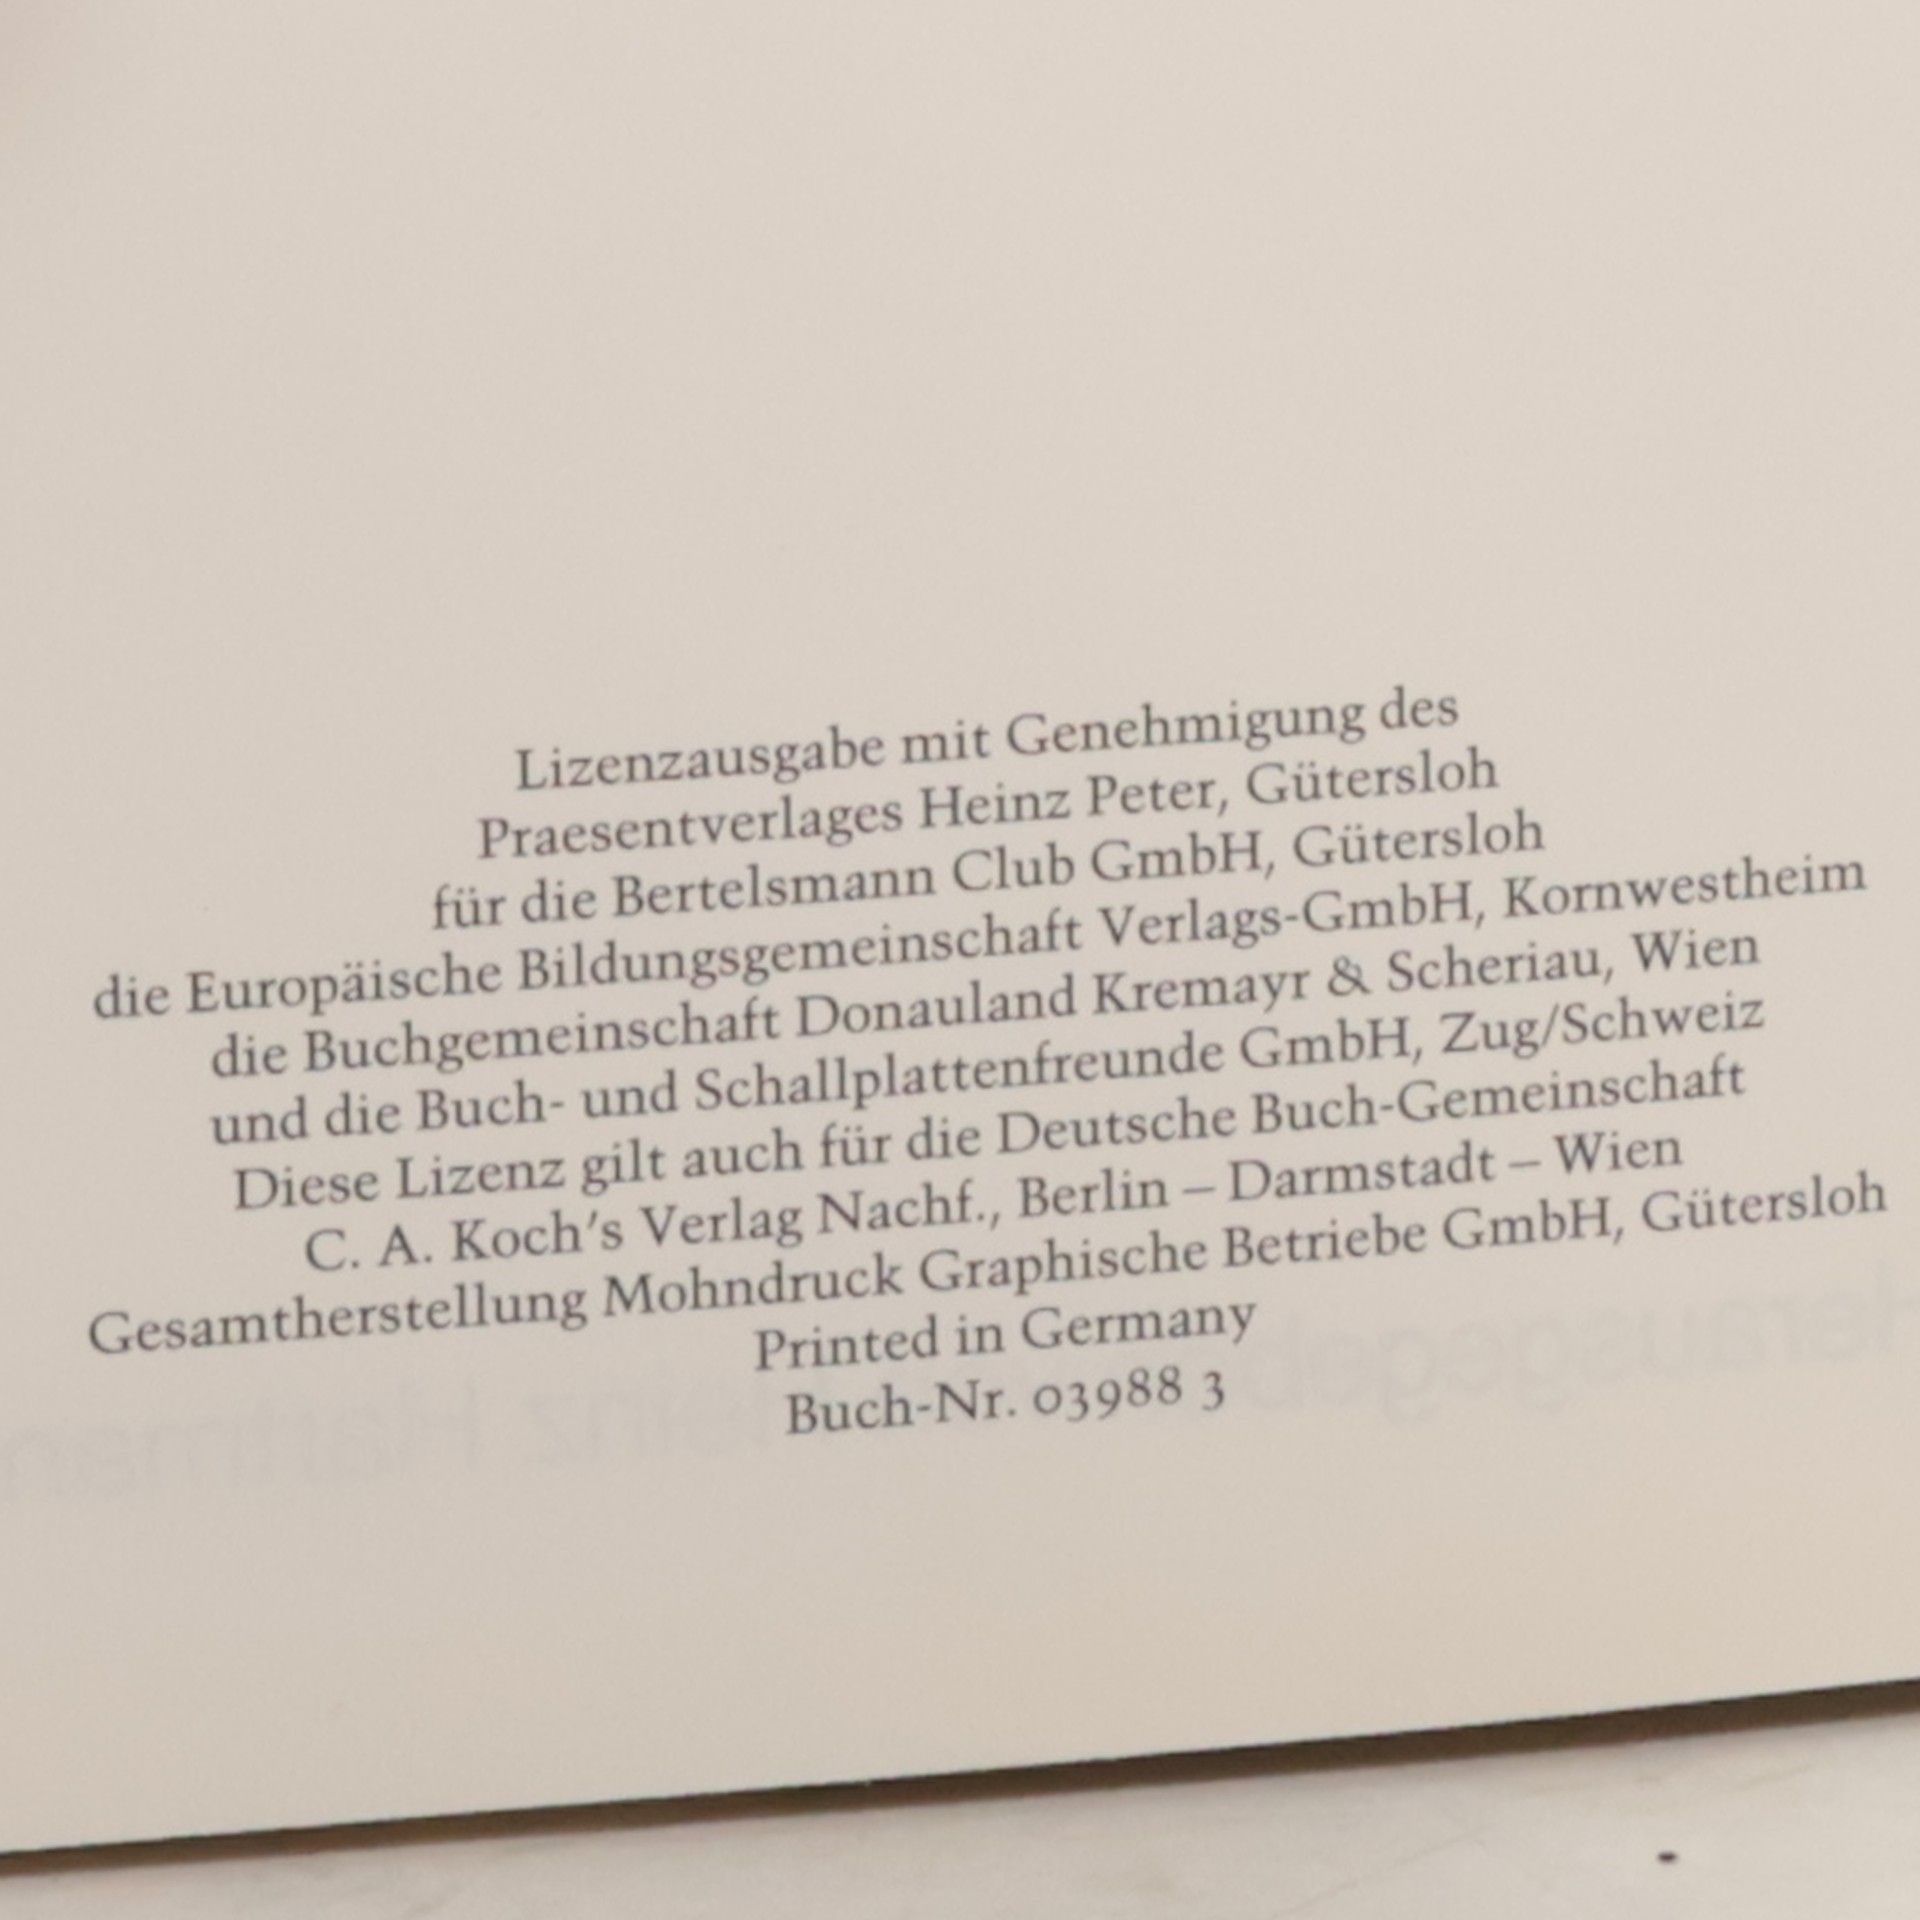 Lizenzausgabe mit Genehmigung des
Praesentverlages Heinz Peter, Gütersloh
für die Bertelsmann Club GmbH, Gütersloh
die Europäische Bildungsgemeinschaft Verlags-GmbH, Kornwestheim
die Buchgemeinschaft Donauland Kremayr & Scheriau, Wien
und die Buch- und Schallplattenfreunde GmbH, Zug/Schweiz
Diese Lizenz gilt auch für die Deutsche Buch-Gemeinschaft
C. A. Koch's Verlag Nachf., Berlin – Darmstadt – Wien
Gesamtherstellung Mohndruck Graphische Betriebe GmbH, Gütersloh
Printed in Germany
Buch-Nr. 03988 3